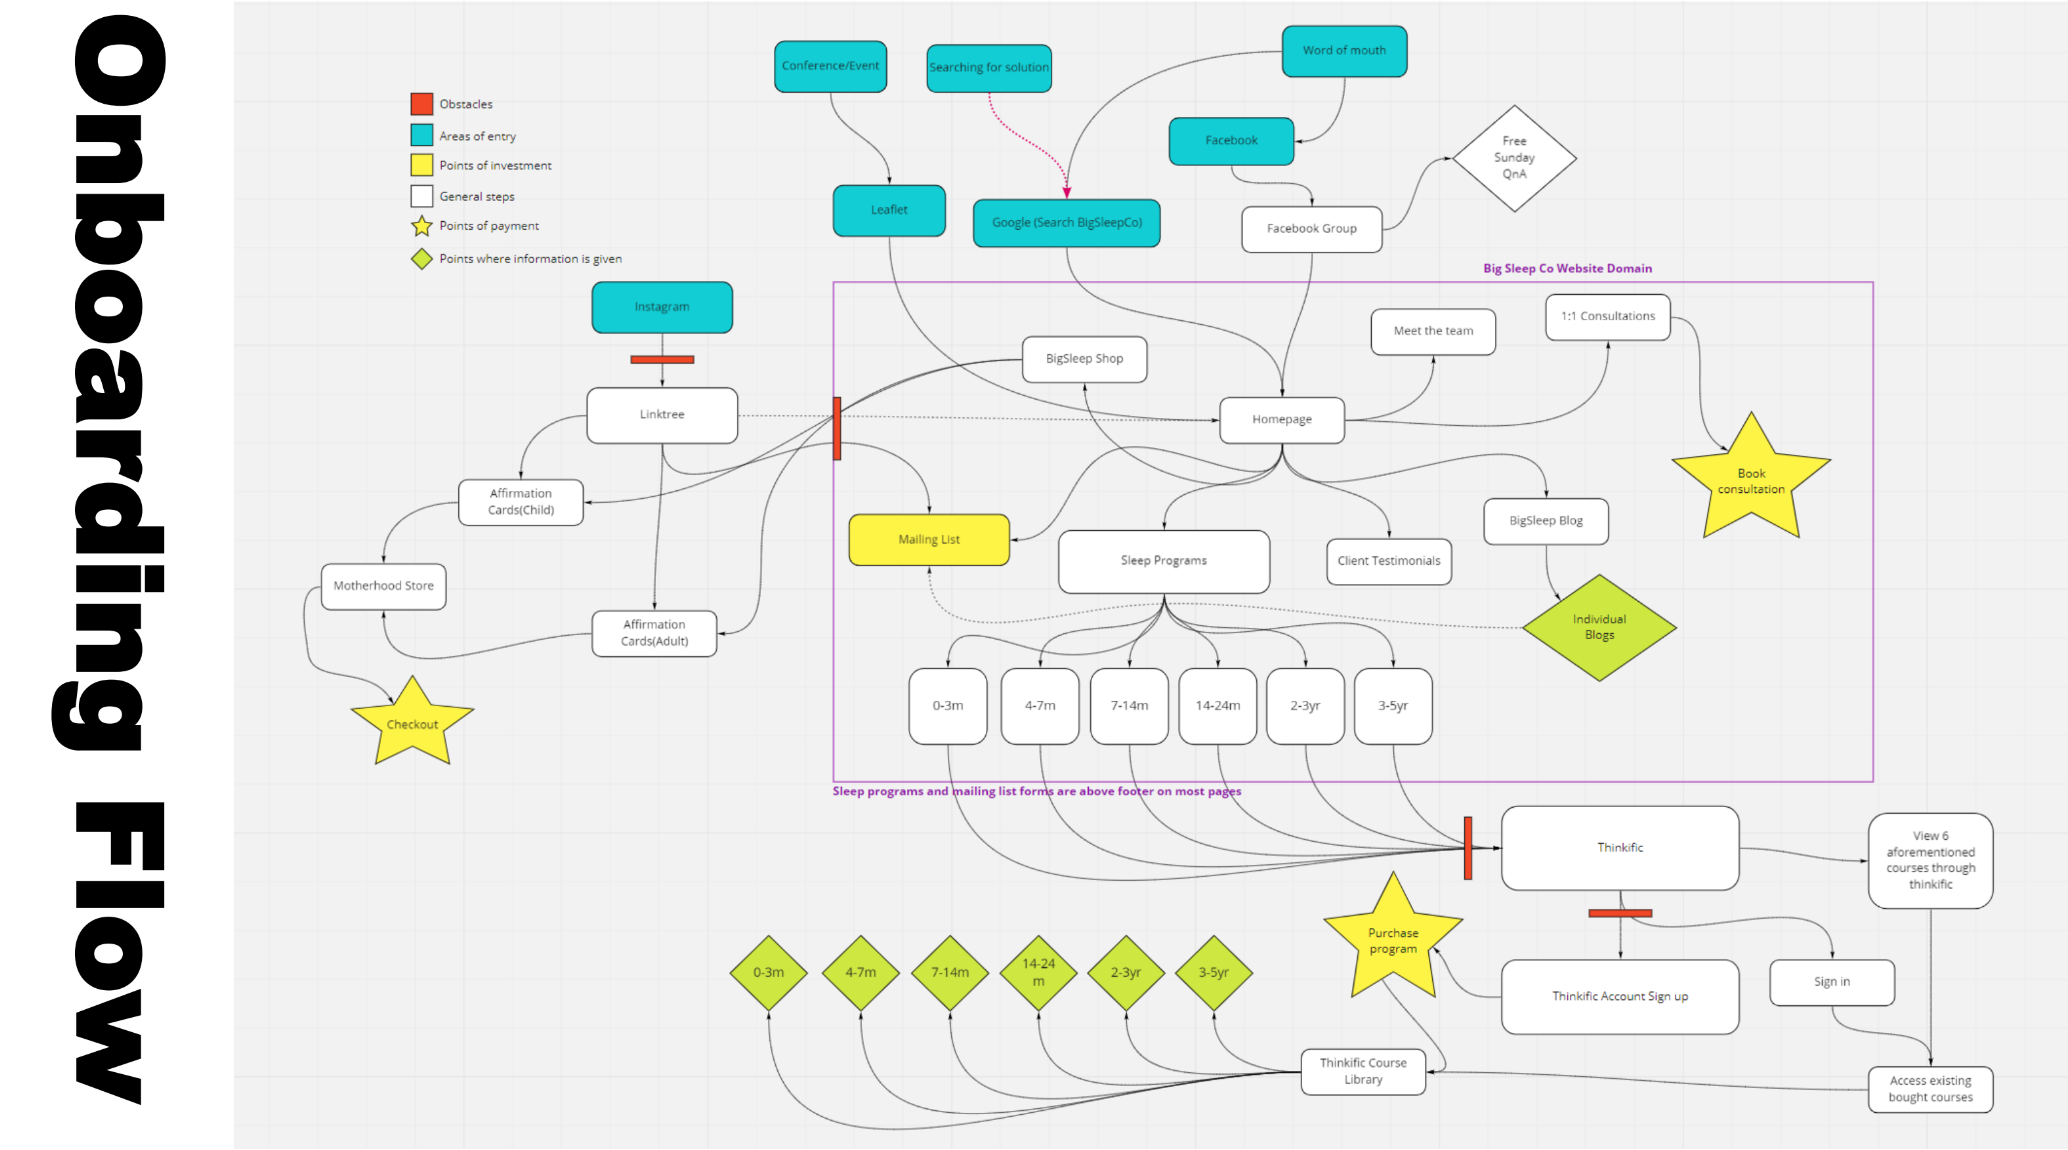 Onboarding Flow
Obstacles
Areas of entry
Points of investment
General steps
Points of payment
Points where information is given
Conference/Event
Searching for solution
Word of mouth
Facebook
Free
Sunday
QnA
Leaflet
Google (Search BigSleepCo)
Facebook Group
Big Sleep Co Website Domain
Instagram
Linktree
BigSleep Shop
Meet the team
1:1 Consultations
Homepage
Book
consultation
Affirmation
Cards(Child)
Mailing List
BigSleep Blog
Sleep Programs
Client Testimonials
Motherhood Store
Affirmation
Cards(Adult)
Individual
Blogs
Checkout
0-3m
4-7m
7-14m
14-24m
2-3yr
3-5yr
Sleep programs and mailing list forms are above footer on most pages
Thinkific
View 6
aforementioned
courses through
thinkific
Purchase
program
0-3m
4-7m
7-14m
14-24
m
2-3yr
3-5yr
Thinkific Account Sign up
Sign in
Thinkific Course
Library
Access existing
bought courses